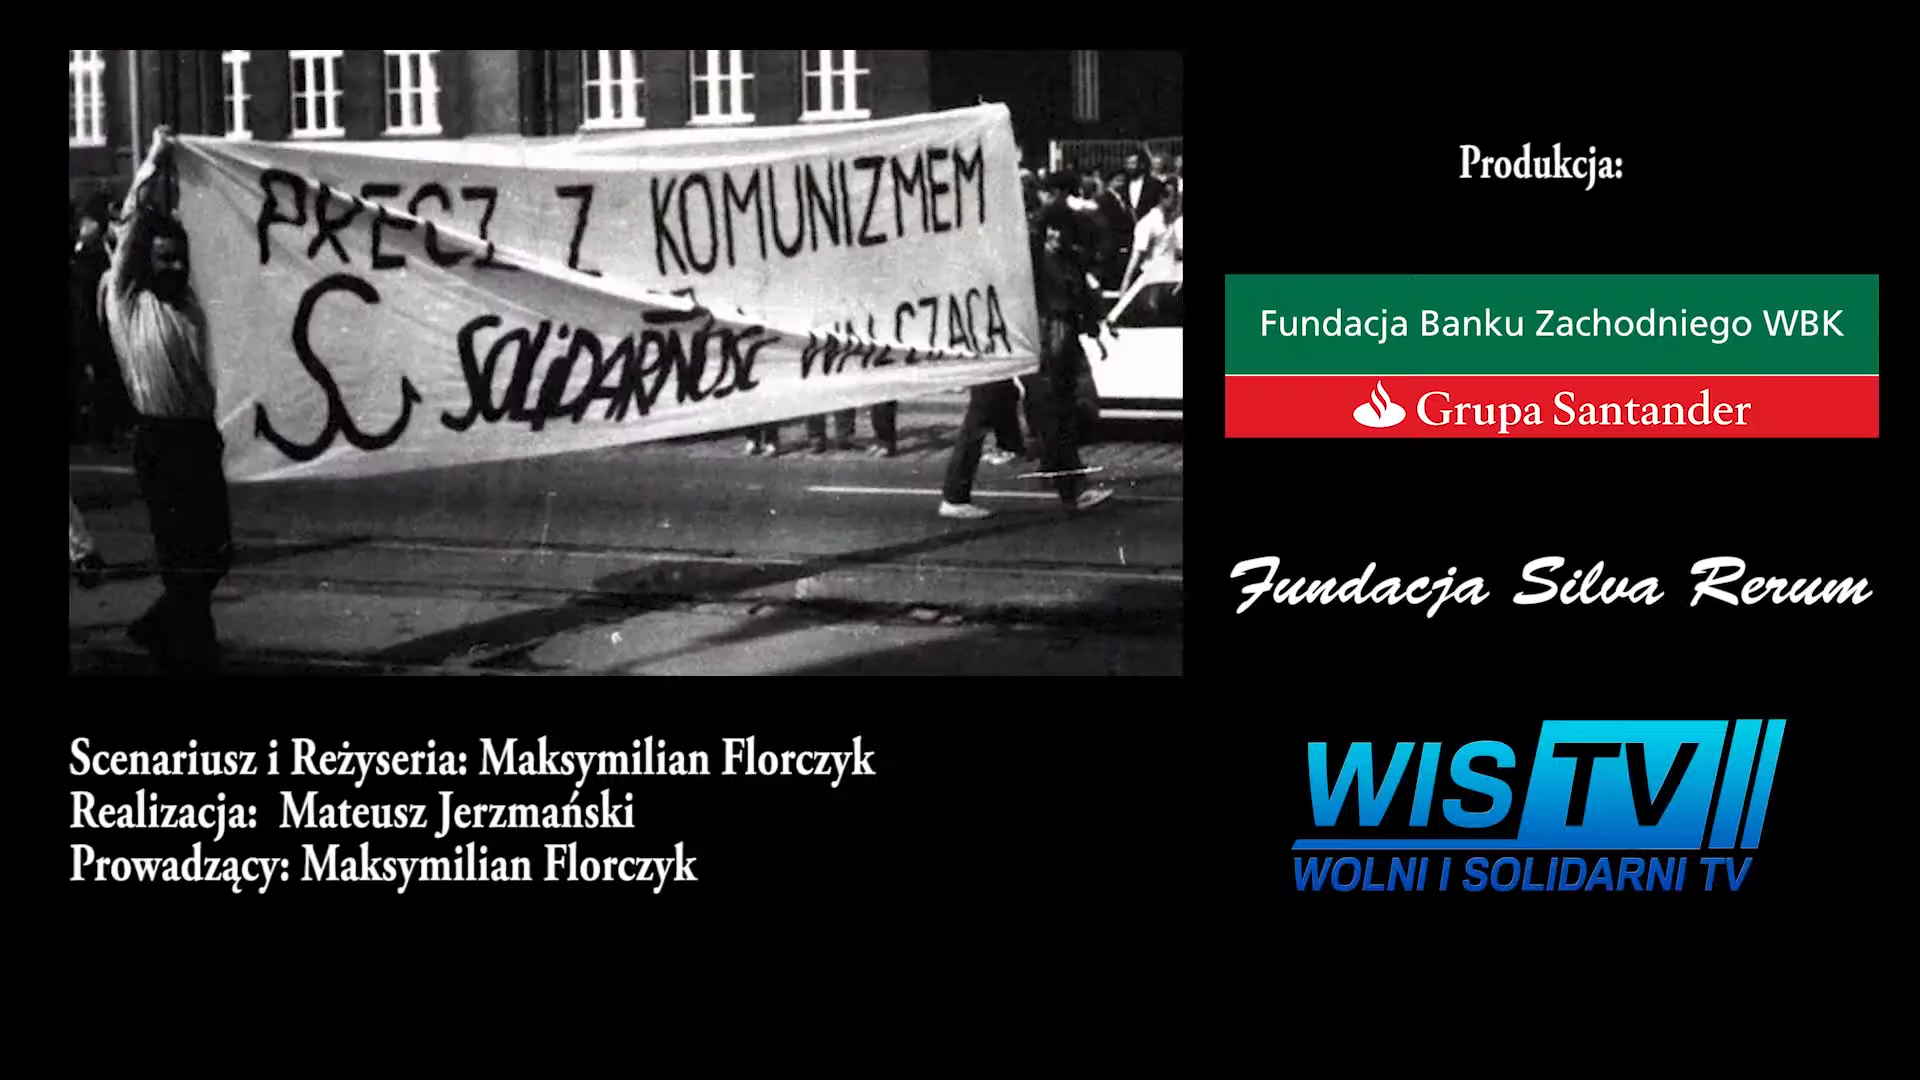 PRECZ Z KOMUNIZMEM
SOLIDARNOŚĆ WALCZĄCA
Scenariusz i Reżyseria: Maksymilian Florczyk
Realizacja: Mateusz Jerzmański
Prowadzący: Maksymilian Florczyk
Produkcja:
Fundacja Banku Zachodniego WBK
Grupa Santander
Fundacja Silva Rerum
WIS TV
WOLNI I SOLIDARNI TV